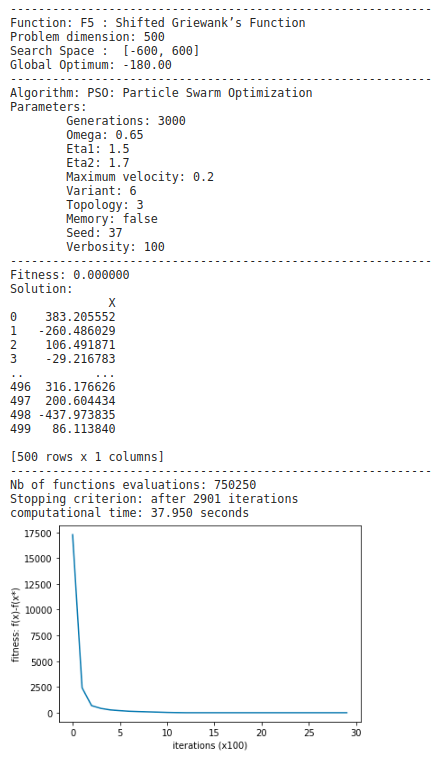 ------------------------------------------------------------
Function: F5 : Shifted Griewank’s Function
Problem dimension: 500
Search Space :  [-600, 600]
Global Optimum: -180.00
------------------------------------------------------------
Algorithm: PSO: Particle Swarm Optimization
Parameters:
        Generations: 3000
        Omega: 0.65
        Eta1: 1.5
        Eta2: 1.7
        Maximum velocity: 0.2
        Variant: 6
        Topology: 3
        Memory: false
        Seed: 37
        Verbosity: 100
------------------------------------------------------------
Fitness: 0.000000
Solution:
              X
0    383.205552
1   -260.486029
2    106.491871
3    -29.216783
..          ...
496  316.176626
497  200.604434
498 -437.973835
499   86.113840

[500 rows x 1 columns]
------------------------------------------------------------
Nb of functions evaluations: 750250
Stopping criterion: after 2901 iterations
computational time: 37.950 seconds
17500
15000
12500
10000
7500
5000
2500
0
fitness: f(x)-f(x*)
0 5 10 15 20 25 30
iterations (x100)